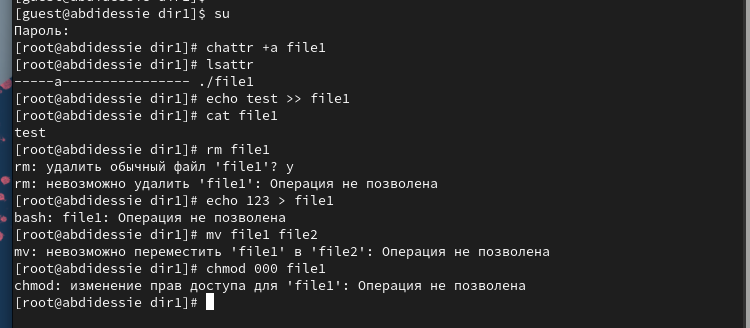 [guest@abdidessie dir1]$
[guest@abdidessie dir1]$ su
Пароль:
[root@abdidessie dir1]# chattr +a file1
[root@abdidessie dir1]# lsattr
-----a---------------- ./file1
[root@abdidessie dir1]# echo test >> file1
[root@abdidessie dir1]# cat file1
test
[root@abdidessie dir1]# rm file1
rm: удалить обычный файл 'file1'? y
rm: невозможно удалить 'file1': Операция не позволена
[root@abdidessie dir1]# echo 123 > file1
bash: file1: Операция не позволена
[root@abdidessie dir1]# mv file1 file2
mv: невозможно переместить 'file1' в 'file2': Операция не позволена
[root@abdidessie dir1]# chmod 000 file1
chmod: изменение прав доступа для 'file1': Операция не позволена
[root@abdidessie dir1]#